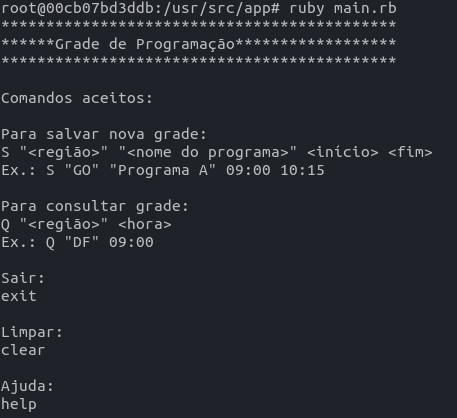 root@00cb07bd3ddb:/usr/src/app# ruby main.rb
********************************************
******Grade de Programação******************
********************************************
Comandos aceitos:
Para salvar nova grade:
S "<região>" "<nome do programa>" <início> <fim>
Ex.: S "GO" "Programa A" 09:00 10:15
Para consultar grade:
Q "<região>" <hora>
Ex.: Q "DF" 09:00
Sair:
exit
Limpar:
clear
Ajuda:
help